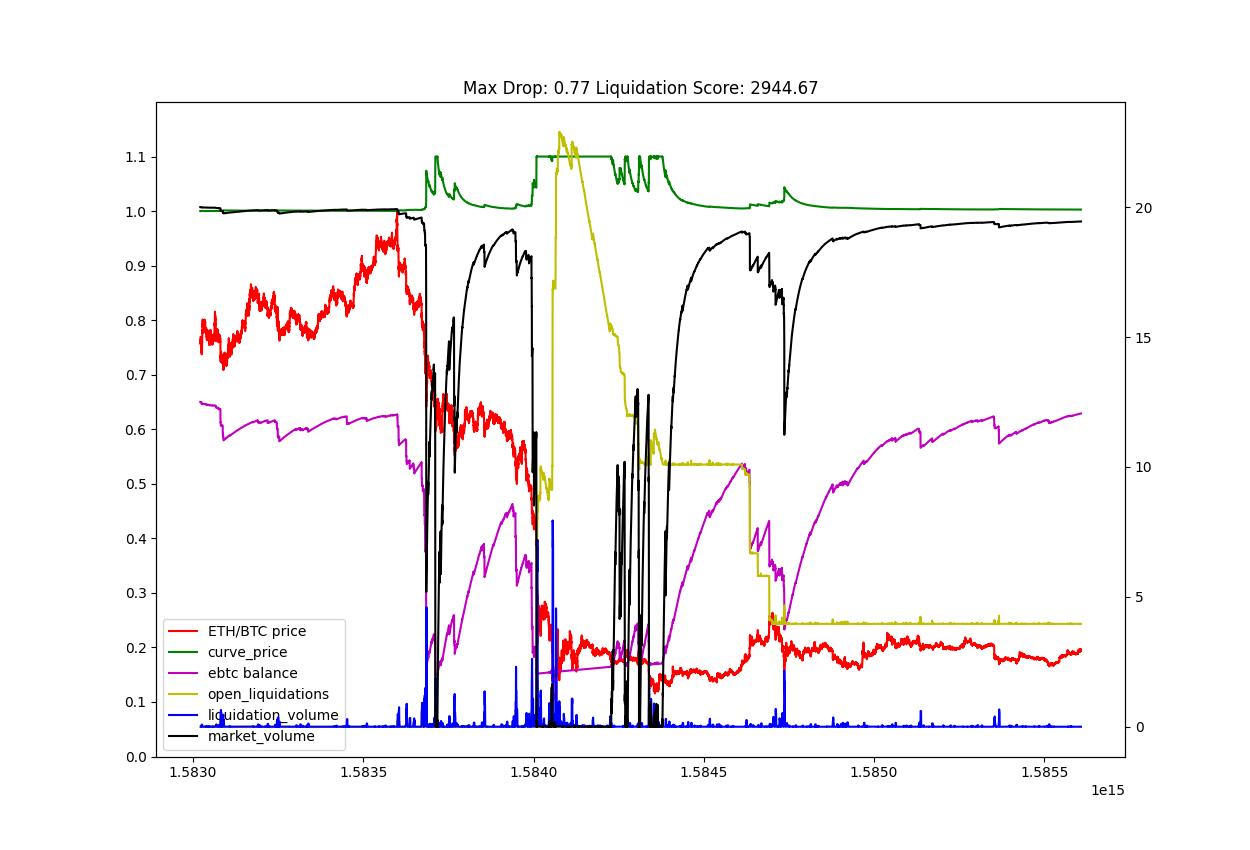 Max Drop: 0.77 Liquidation Score: 2944.67
1.1
1.0
0.9
0.8
0.7
0.6
0.5
0.4
0.3
0.2
0.1
0.0
20
15
10
5
0
ETH/BTC price
curve_price
ebtc balance
open_liquidations
liquidation_volume
market_volume
1.5830 1.5835 1.5840 1.5845 1.5850 1.5855
1e15